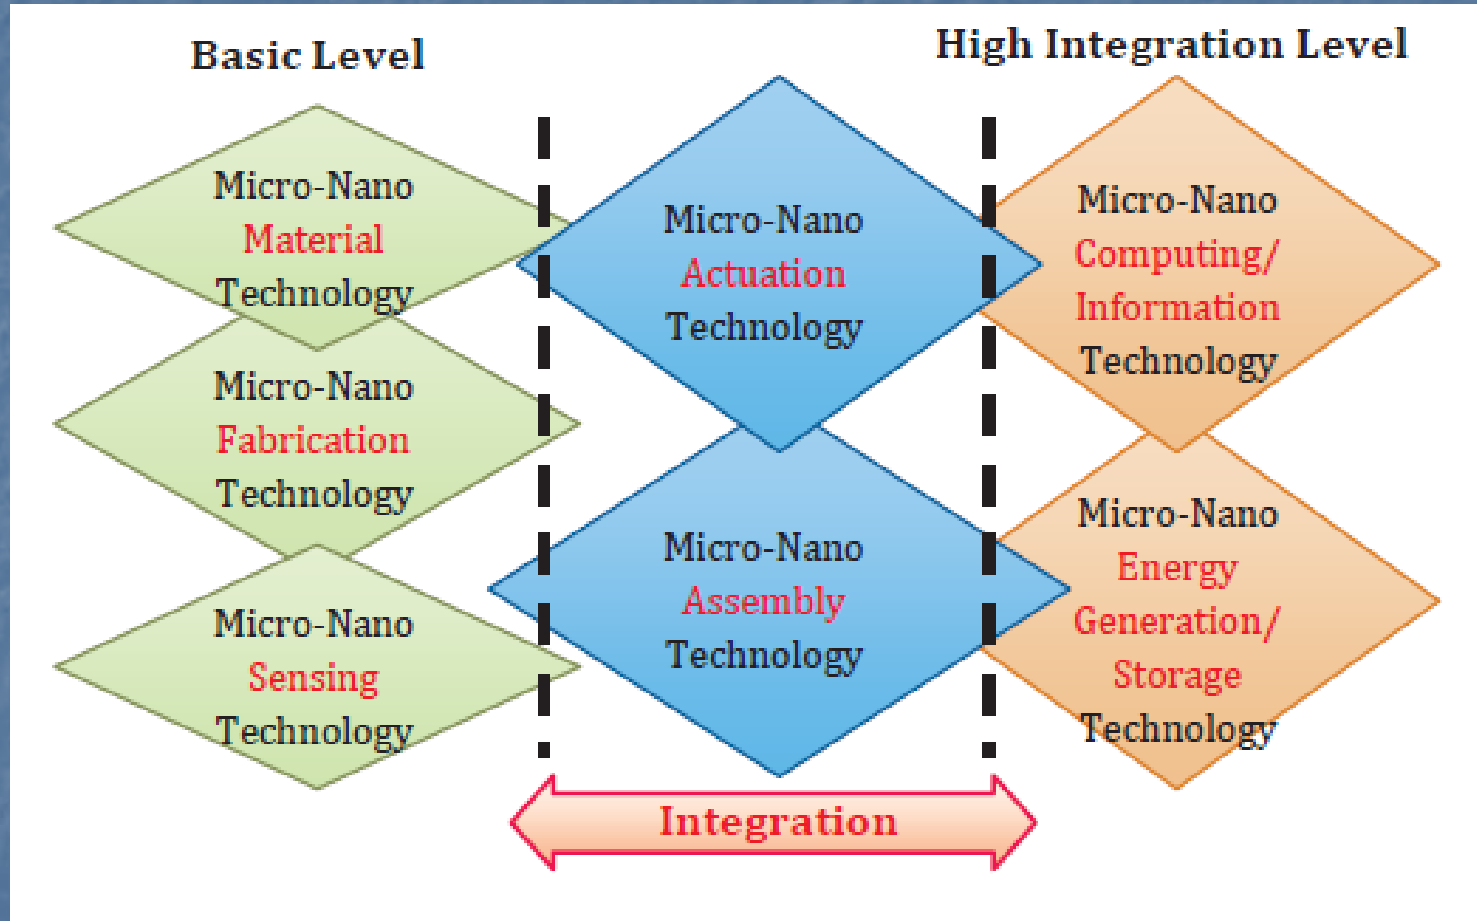 Basic Level
High Integration Level
Micro-Nano
Material
Technology
Micro-Nano
Fabrication
Technology
Micro-Nano
Sensing
Technology
Micro-Nano
Actuation
Technology
Micro-Nano
Assembly
Technology
Micro-Nano
Computing/
Information
Technology
Micro-Nano
Energy
Generation/
Storage
Technology
Integration